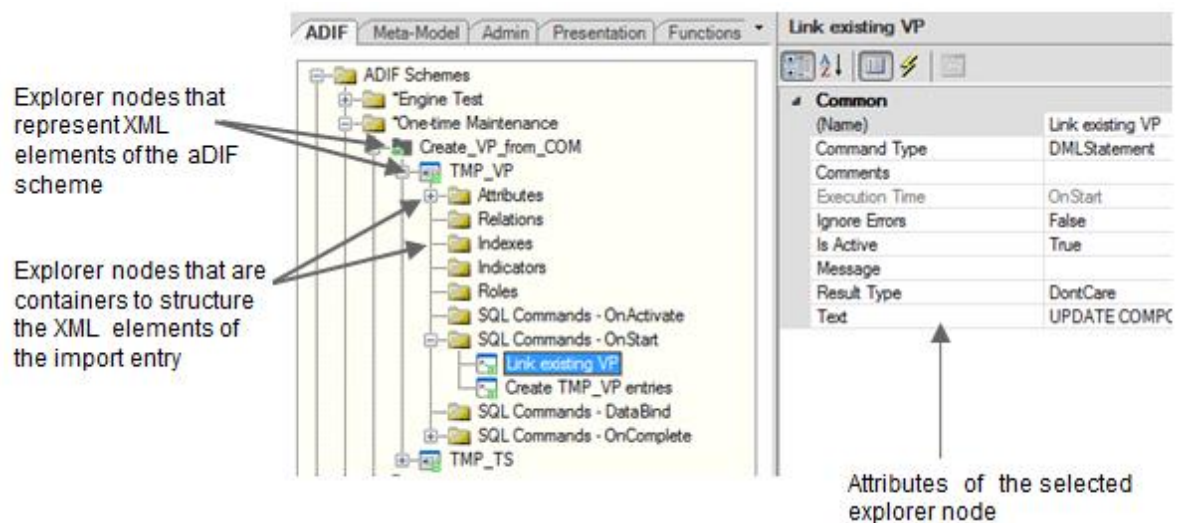 ADIF Meta-Model Admin Presentation Functions
Link existing VP
ADIF Schemes
*Engine Test
*One-time Maintenance
Create_VP_from_COM
TMP_VP
Attributes
Relations
Indexes
Indicators
Roles
SQL Commands - OnActivate
SQL Commands - OnStart
Link existing VP
Create TMP_VP entries
SQL Commands - DataBind
SQL Commands - OnComplete
TMP_TS
Common
(Name) Link existing VP
Command Type DMLStatement
Comments
Execution Time OnStart
Ignore Errors False
Is Active True
Message
Result Type DontCare
Text UPDATE COMPO
Explorer nodes that
represent XML
elements of the aDIF
scheme
Explorer nodes that are
containers to structure
the XML elements of
the import entry
Attributes of the selected
explorer node